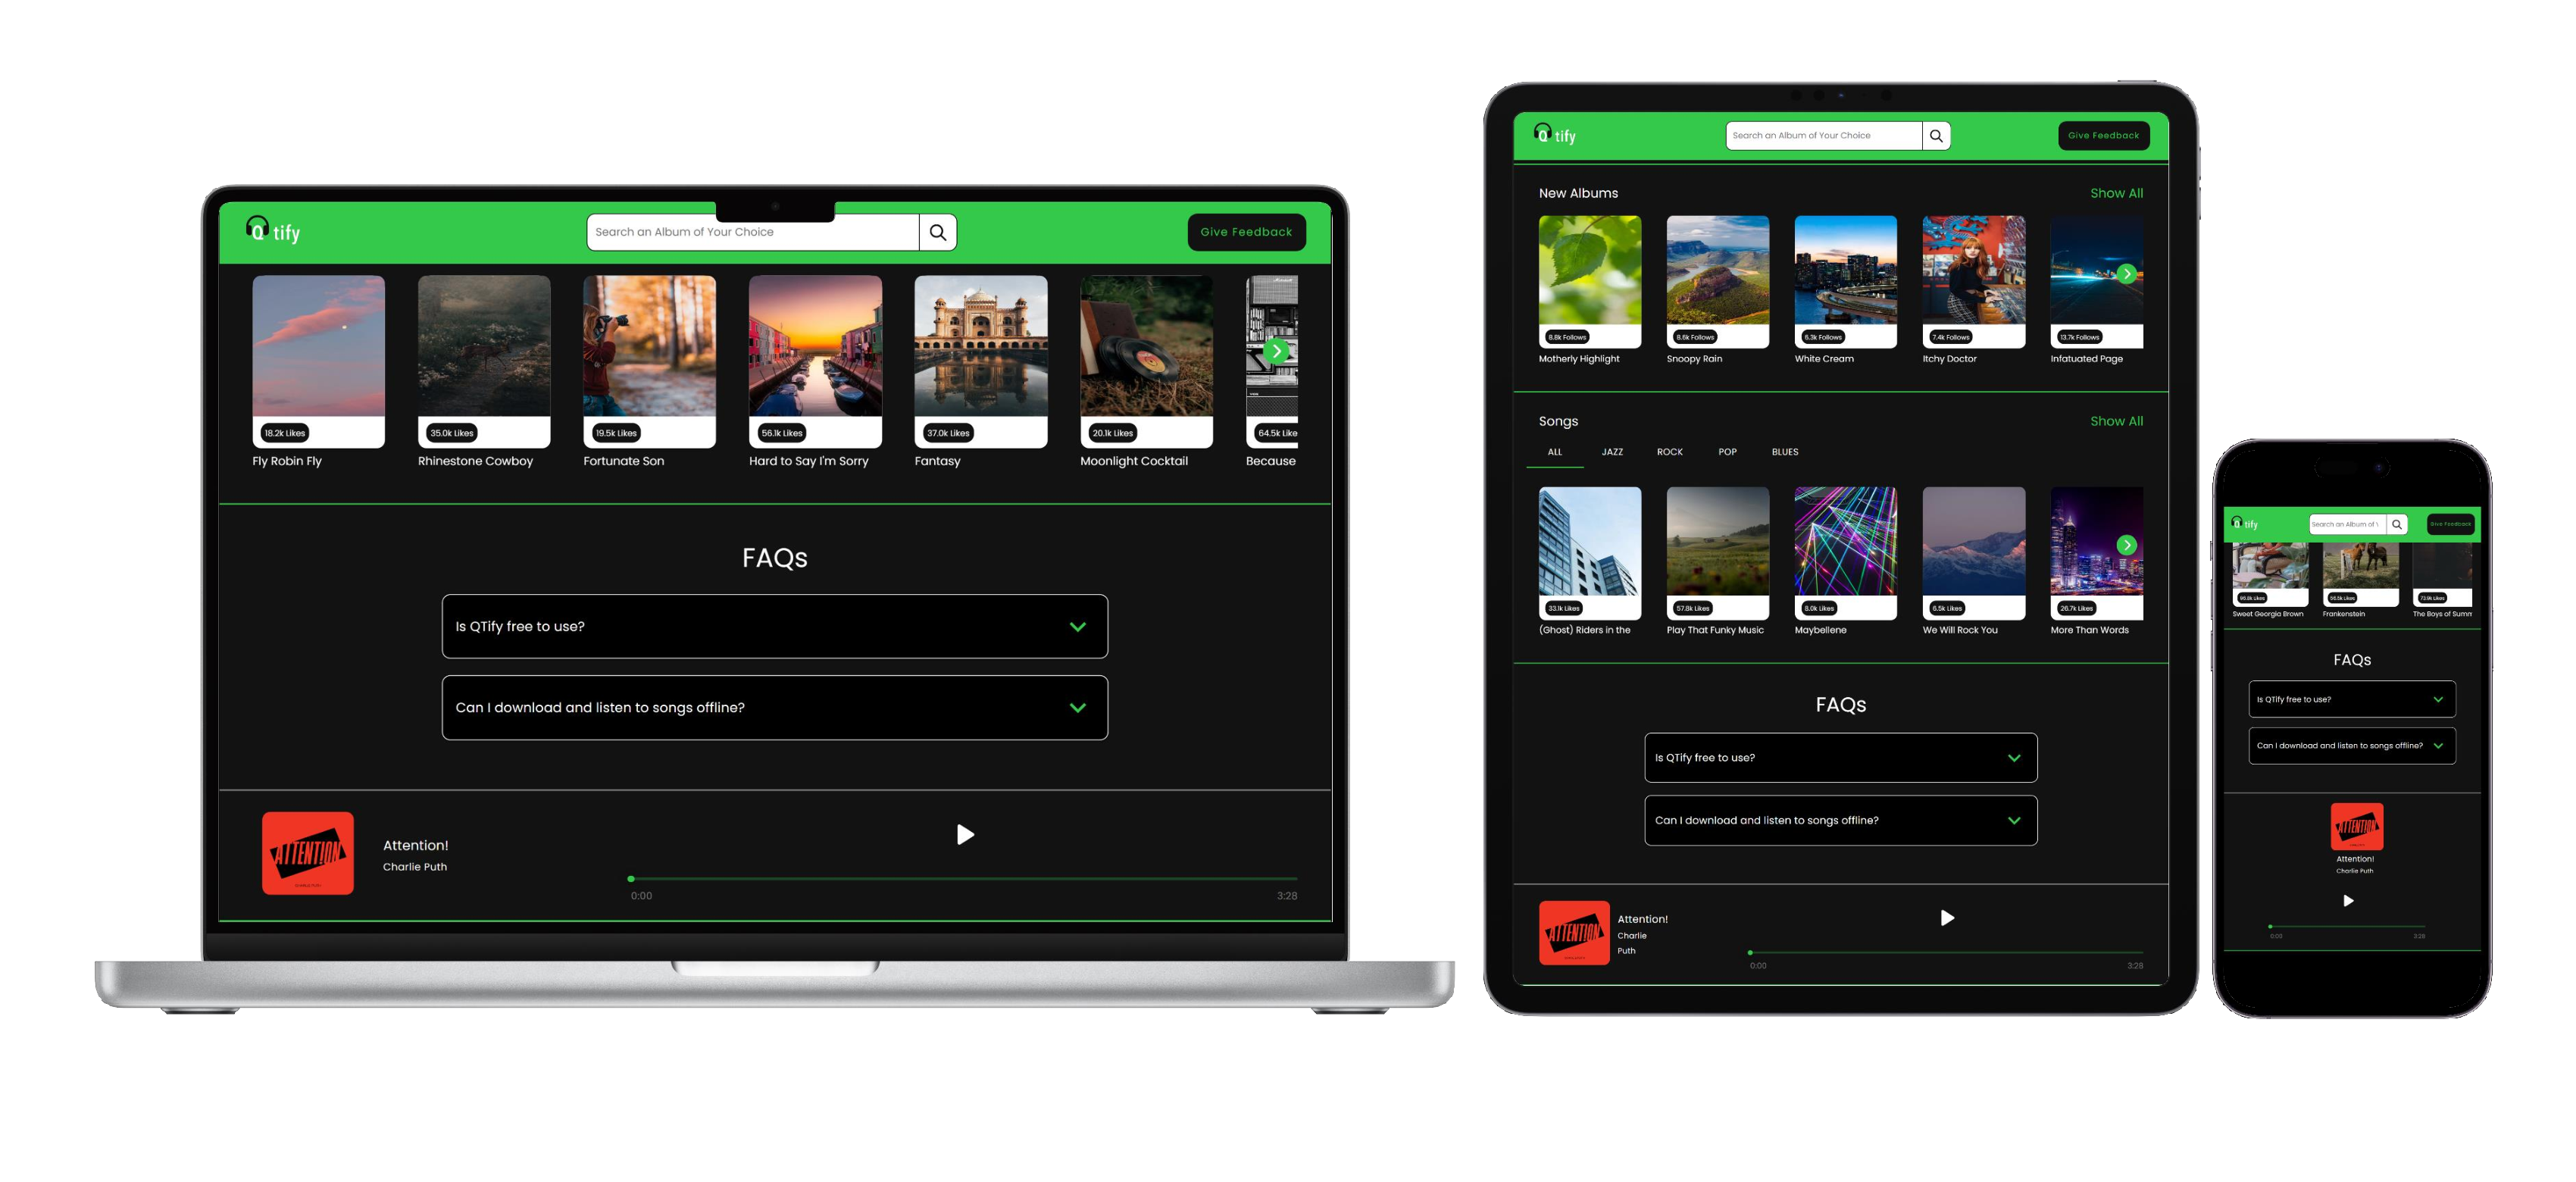 Qtify
Search an Album of Your Choice
Give Feedback
18.2k Likes
35.0k Likes
19.5k Likes
56.1k Likes
37.0k Likes
20.1k Likes
64.5k Like
Fly Robin Fly
Rhinestone Cowboy
Fortunate Son
Hard to Say I'm Sorry
Fantasy
Moonlight Cocktail
Because
FAQs
Is QTify free to use?
Can I download and listen to songs offline?
ATTENTION
CHARLIE PUTH
Attention!
Charlie Puth
0:00
3:28
Qtify
Search an Album of Your Choice
Give Feedback
New Albums
Show All
8.8k Follows
8.6k Follows
6.3k Follows
7.4k Follows
13.7k Follows
Motherly Highlight
Snoopy Rain
White Cream
Itchy Doctor
Infatuated Page
Songs
Show All
ALL
JAZZ
ROCK
POP
BLUES
33.1k Likes
57.8k Likes
8.0k Likes
6.5k Likes
26.7k Likes
(Ghost) Riders in the
Play That Funky Music
Maybellene
We Will Rock You
More Than Words
FAQs
Is QTify free to use?
Can I download and listen to songs offline?
ATTENTION
Attention!
Charlie
Puth
0:00
3:28
Qtify
Search an Album of
Give Feedback
Likes
Likes
Likes
Sweet Georgia Brown
Frankenstein
The Boys of Summ
FAQs
Is QTify free to use?
Can I download and listen to songs offline?
ATTENTION
Attention!
Charlie Puth
0:00
3:28